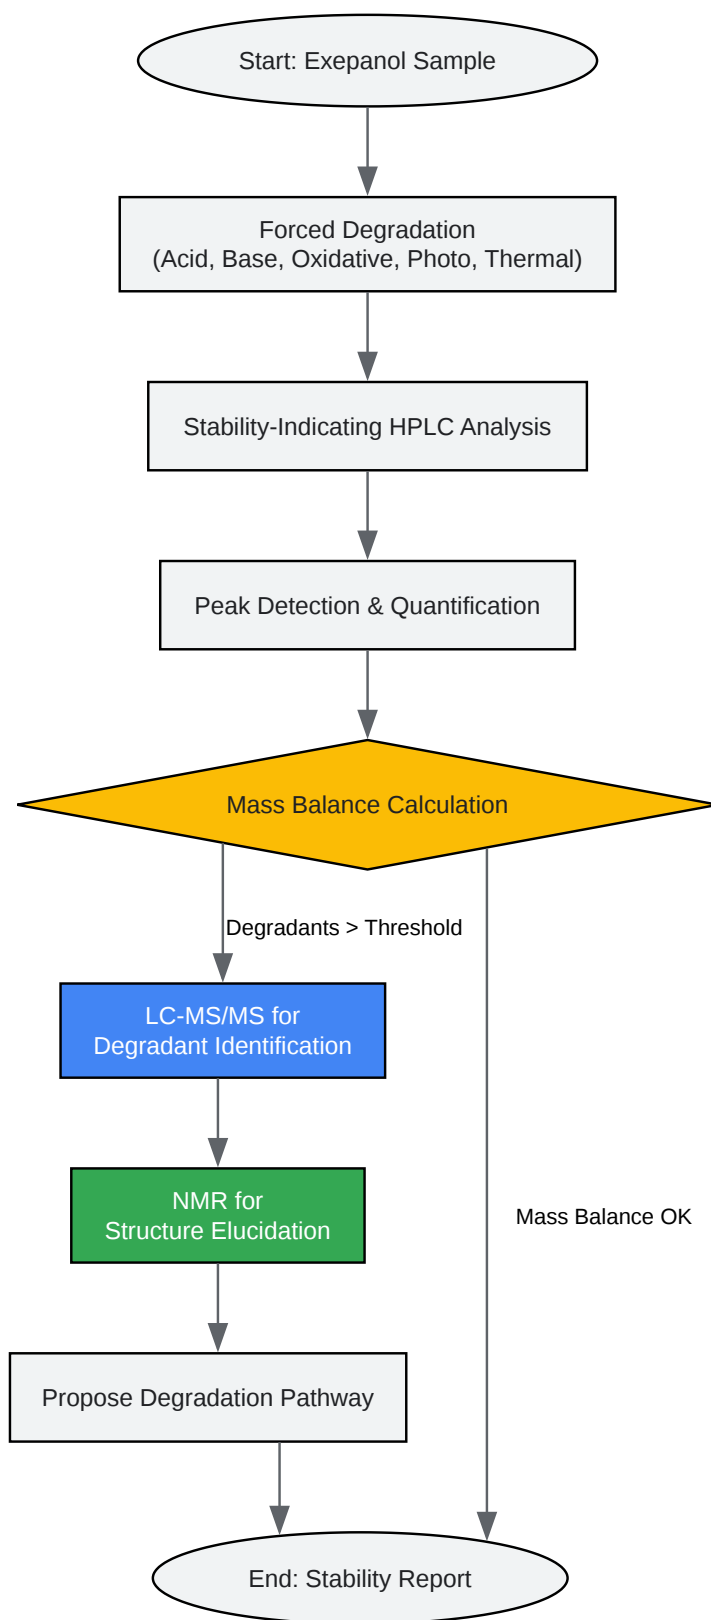 Start: Exepanol Sample
Forced Degradation
(Acid, Base, Oxidative, Photo, Thermal)
Stability-Indicating HPLC Analysis
Peak Detection & Quantification
Mass Balance Calculation
Degradants > Threshold
LC-MS/MS for
Degradant Identification
NMR for
Structure Elucidation
Mass Balance OK
Propose Degradation Pathway
End: Stability Report